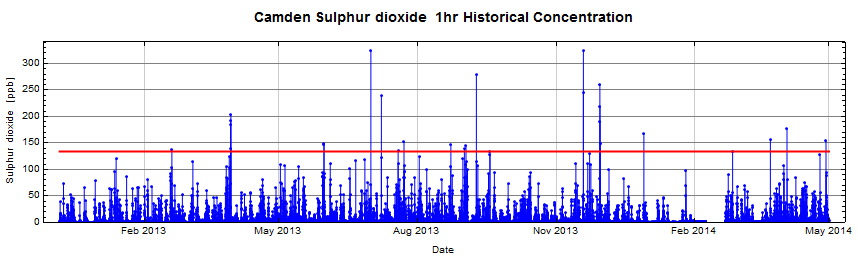 Camden Sulphur dioxide 1hr Historical Concentration
Sulphur dioxide [ppb]
300
250
200
150
100
50
0
Feb 2013 May 2013 Aug 2013 Nov 2013 Feb 2014 May 2014
Date